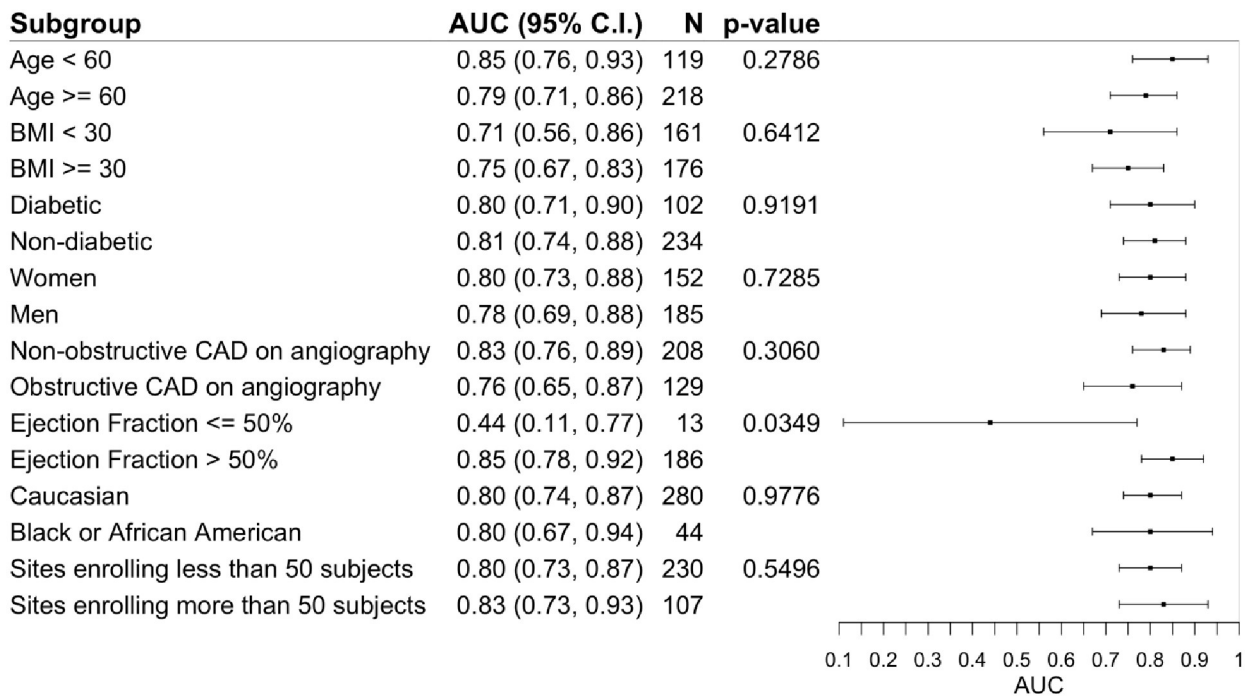 Subgroup AUC (95% C.I.) N p-value
Age < 60 0.85 (0.76, 0.93) 119 0.2786
Age >= 60 0.79 (0.71, 0.86) 218
BMI < 30 0.71 (0.56, 0.86) 161 0.6412
BMI >= 30 0.75 (0.67, 0.83) 176
Diabetic 0.80 (0.71, 0.90) 102 0.9191
Non-diabetic 0.81 (0.74, 0.88) 234
Women 0.80 (0.73, 0.88) 152 0.7285
Men 0.78 (0.69, 0.88) 185
Non-obstructive CAD on angiography 0.83 (0.76, 0.89) 208 0.3060
Obstructive CAD on angiography 0.76 (0.65, 0.87) 129
Ejection Fraction <= 50% 0.44 (0.11, 0.77) 13 0.0349
Ejection Fraction > 50% 0.85 (0.78, 0.92) 186
Caucasian 0.80 (0.74, 0.87) 280 0.9776
Black or African American 0.80 (0.67, 0.94) 44
Sites enrolling less than 50 subjects 0.80 (0.73, 0.87) 230 0.5496
Sites enrolling more than 50 subjects 0.83 (0.73, 0.93) 107
0.1 0.2 0.3 0.4 0.5 0.6 0.7 0.8 0.9 1
AUC